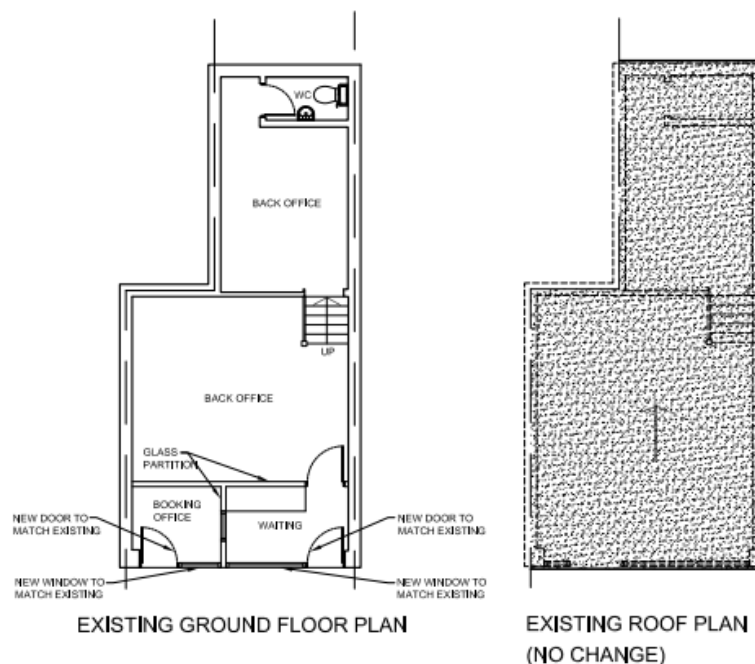 WC
BACK OFFICE
UP
BACK OFFICE
GLASS
PARTITION
BOOKING
OFFICE
WAITING
NEW DOOR TO
MATCH EXISTING
NEW DOOR TO
MATCH EXISTING
NEW WINDOW TO
MATCH EXISTING
NEW WINDOW TO
MATCH EXISTING
EXISTING GROUND FLOOR PLAN
EXISTING ROOF PLAN
(NO CHANGE)